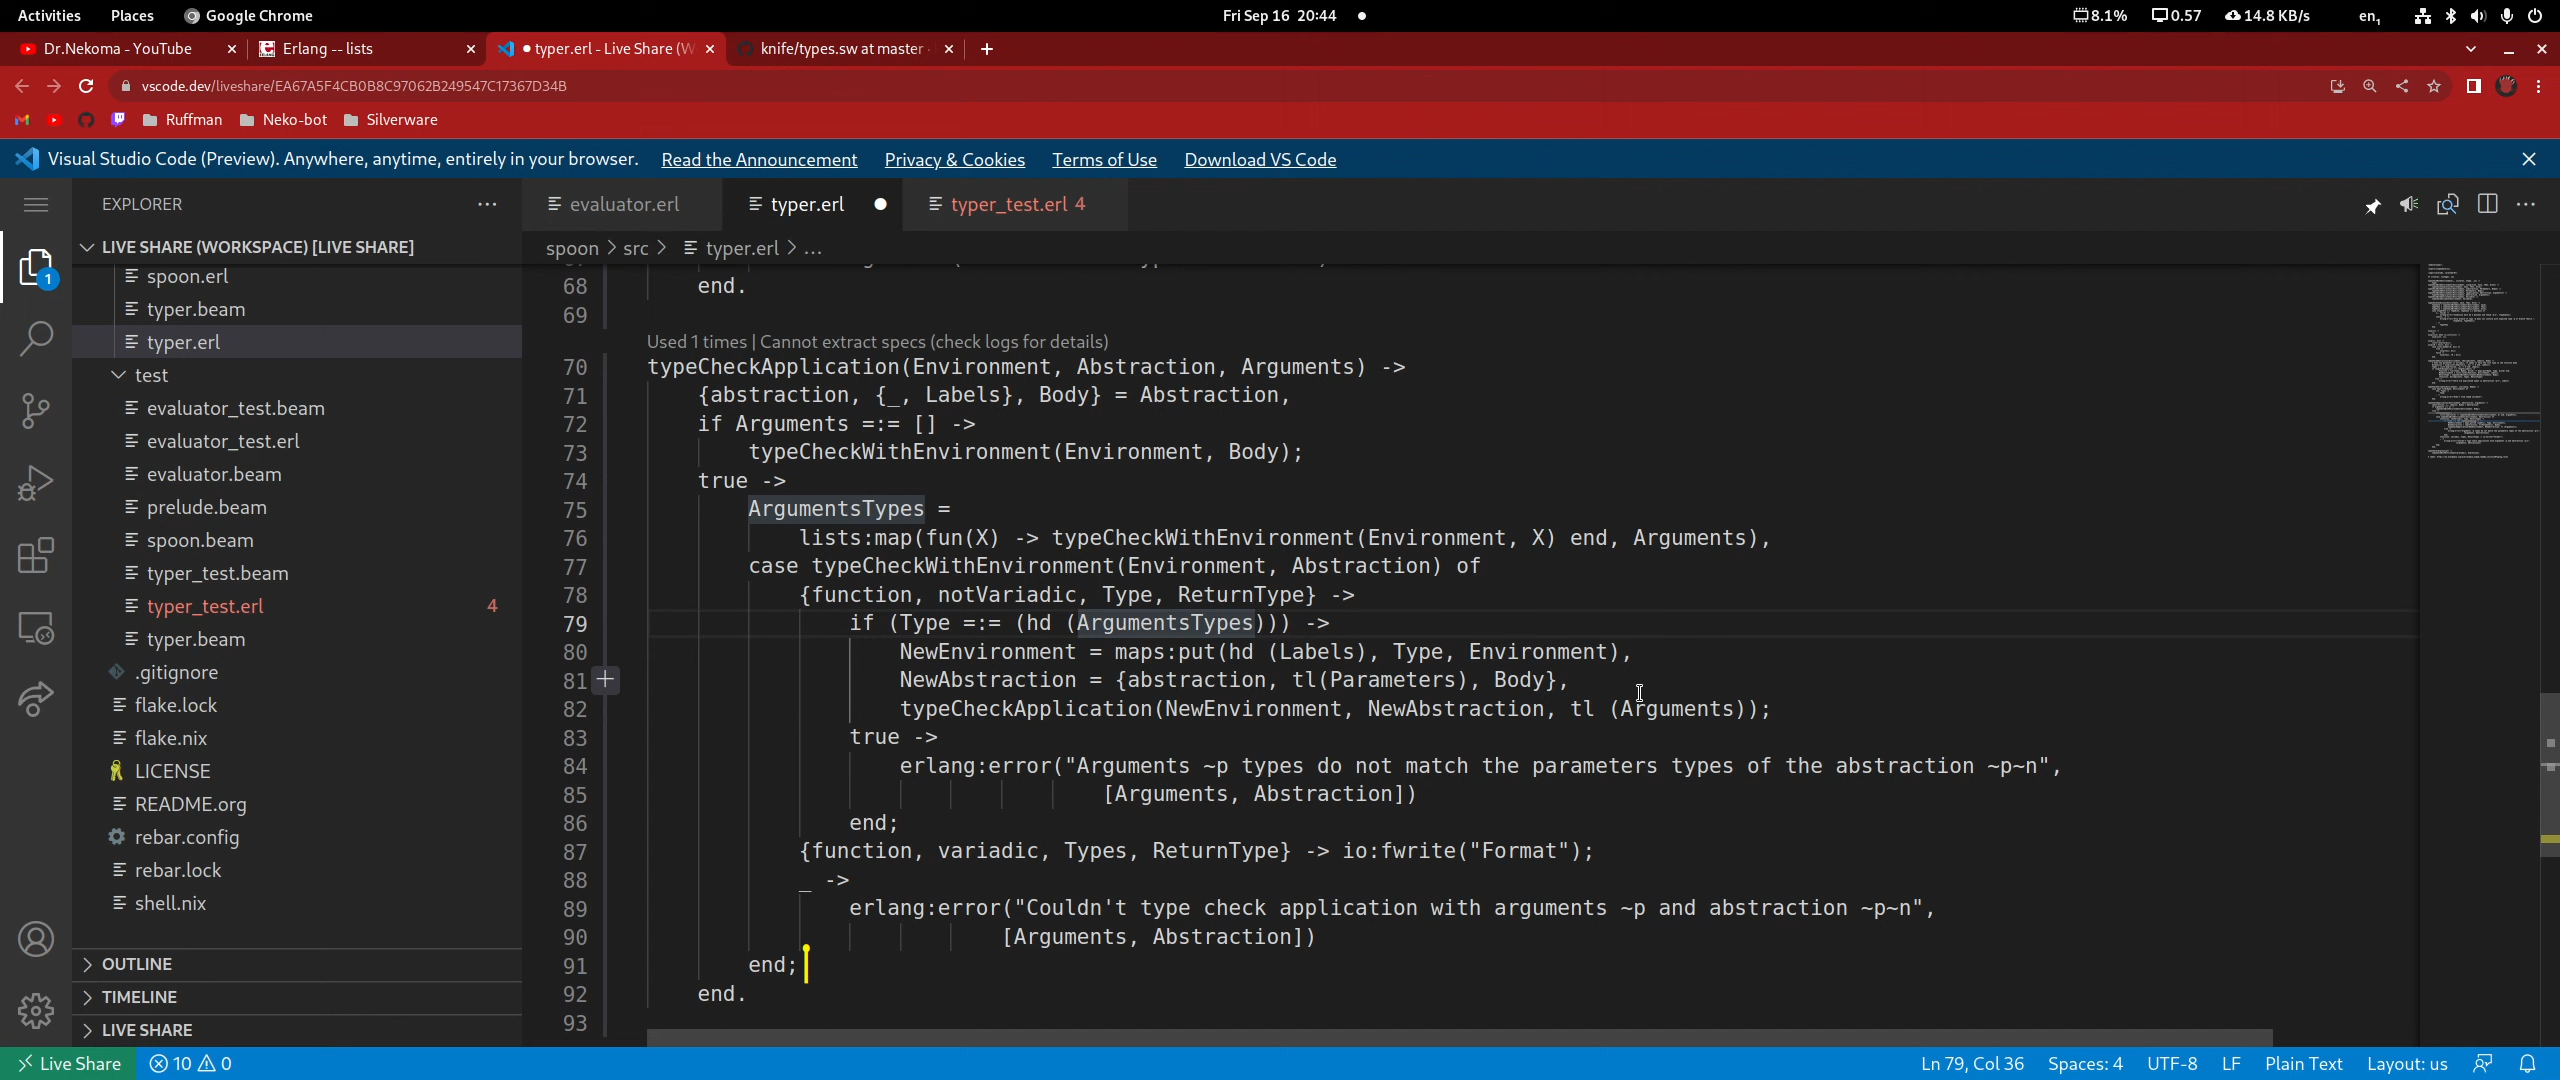 Activities Places Google Chrome Fri Sep 16 20:44 8.1% 0.57 14.8 KB/s en₁
Dr.Nekoma - YouTube Erlang -- lists typer.erl - Live Share (W knife/types.sw at master
vscode.dev/liveshare/EA67A5F4CB0B8C97062B249547C17367D34B
Ruffman Neko-bot Silverware
Visual Studio Code (Preview). Anywhere, anytime, entirely in your browser. Read the Announcement Privacy & Cookies Terms of Use Download VS Code
EXPLORER
LIVE SHARE (WORKSPACE) [LIVE SHARE]
1
spoon.erl
typer.beam
typer.erl
test
evaluator_test.beam
evaluator_test.erl
evaluator.beam
prelude.beam
spoon.beam
typer_test.beam
typer_test.erl 4
typer.beam
.gitignore
flake.lock
flake.nix
LICENSE
README.org
rebar.config
rebar.lock
shell.nix
OUTLINE
TIMELINE
LIVE SHARE
evaluator.erl typer.erl typer_test.erl 4
spoon > src > typer.erl > ...
68 end.
69
Used 1 times | Cannot extract specs (check logs for details)
70 typeCheckApplication(Environment, Abstraction, Arguments) ->
71 {abstraction, {_, Labels}, Body} = Abstraction,
72 if Arguments =:= [] ->
73 typeCheckWithEnvironment(Environment, Body);
74 true ->
75 ArgumentsTypes =
76 lists:map(fun(X) -> typeCheckWithEnvironment(Environment, X) end, Arguments),
77 case typeCheckWithEnvironment(Environment, Abstraction) of
78 {function, notVariadic, Type, ReturnType} ->
79 if (Type =:= (hd (ArgumentsTypes))) ->
80 NewEnvironment = maps:put(hd (Labels), Type, Environment),
81 NewAbstraction = {abstraction, tl(Parameters), Body},
82 typeCheckApplication(NewEnvironment, NewAbstraction, tl (Arguments));
83 true ->
84 erlang:error("Arguments ~p types do not match the parameters types of the abstraction ~p~n",
85 [Arguments, Abstraction])
86 end;
87 {function, variadic, Types, ReturnType} -> io:fwrite("Format");
88 _ ->
89 erlang:error("Couldn't type check application with arguments ~p and abstraction ~p~n",
90 [Arguments, Abstraction])
91 end;
92 end.
93
Live Share 10 0 Ln 79, Col 36 Spaces: 4 UTF-8 LF Plain Text Layout: us